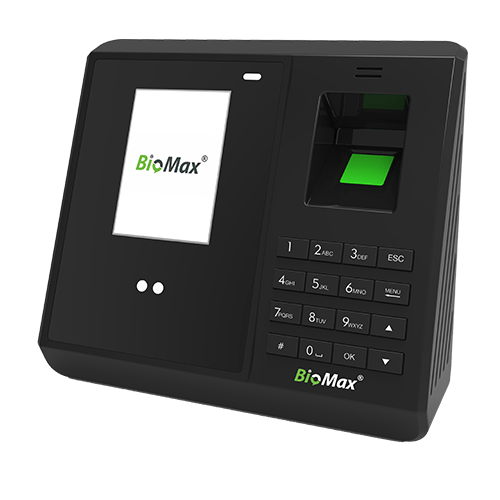 BioMax®
1 2ABC 3DEF ESC
4GHI 5JKL 6MNO MENU
7PQRS 8TUV 9WXYZ ▲
# 0⎵ OK ▼
BioMax®